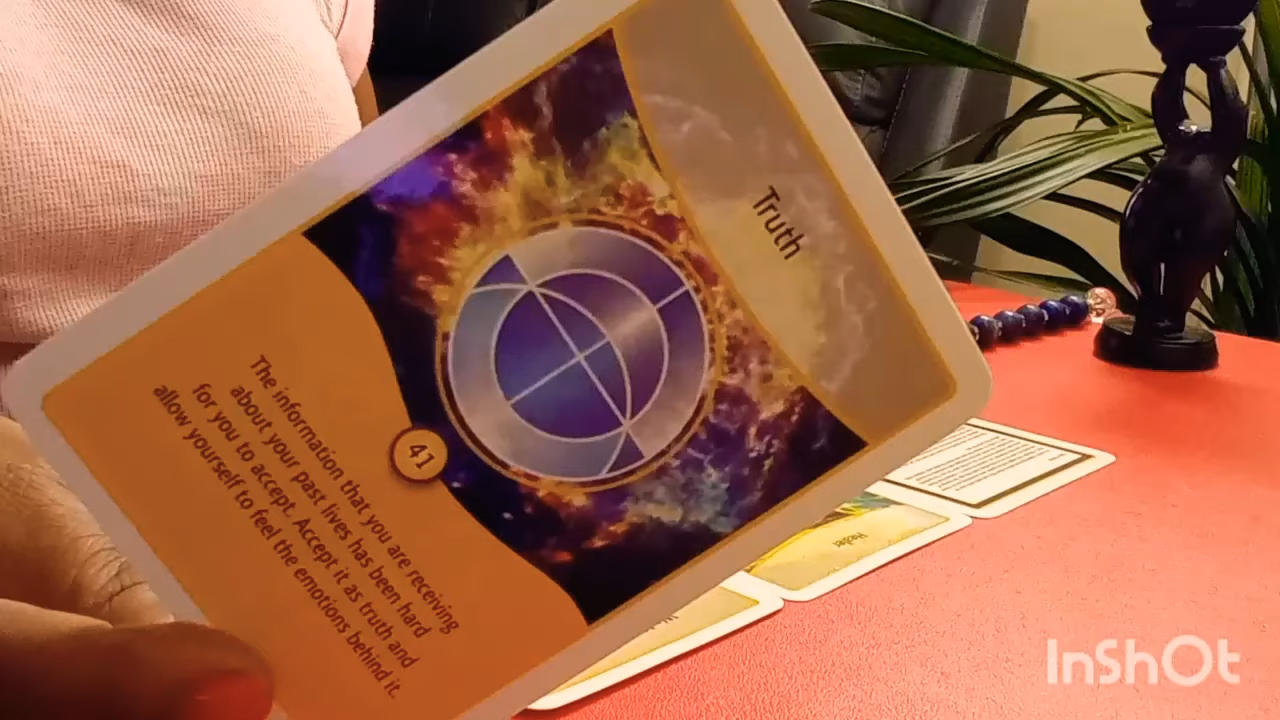 Truth
41
The information that you are receiving
about your past lives has been hard
for you to accept. Accept it as truth and
allow yourself to feel the emotions behind it.
Healer
InShOt